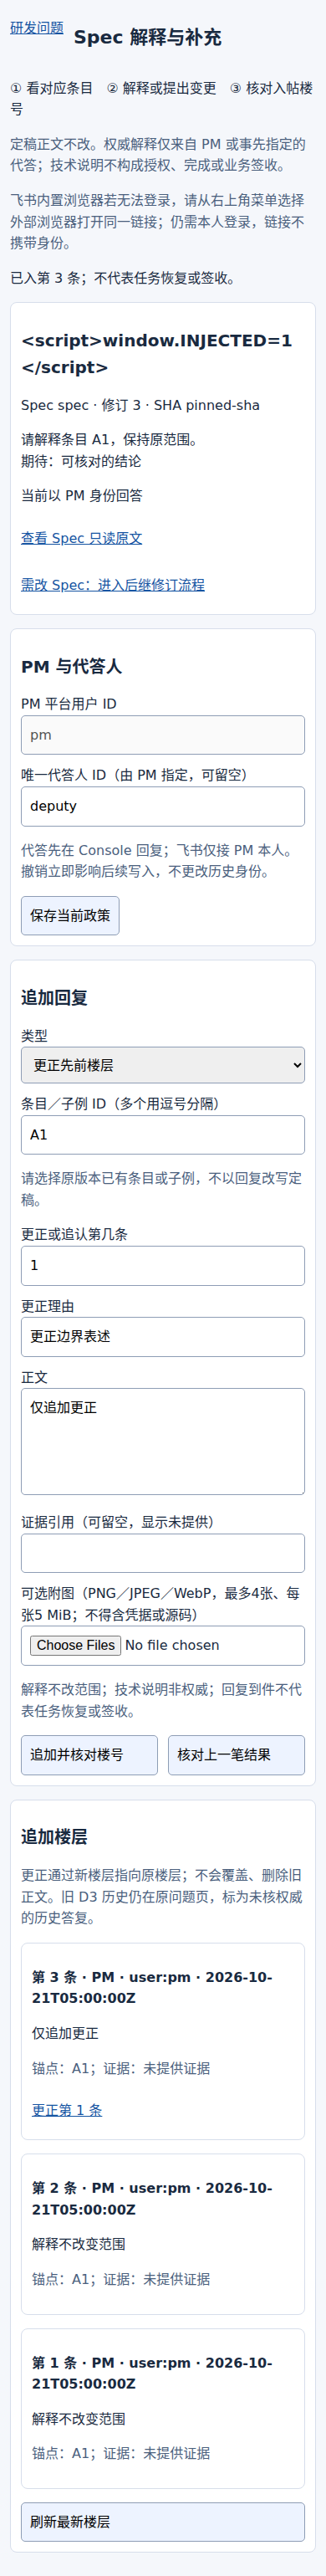 研发问题
Spec 解释与补充
① 看对应条目　② 解释或提出变更　③ 核对入帖楼
号
定稿正文不改。权威解释仅来自 PM 或事先指定的
代答；技术说明不构成授权、完成或业务签收。
飞书内置浏览器若无法登录，请从右上角菜单选择
外部浏览器打开同一链接；仍需本人登录，链接不
携带身份。
已入第 3 条；不代表任务恢复或签收。
<script>window.INJECTED=1
</script>
Spec spec · 修订 3 · SHA pinned-sha
请解释条目 A1，保持原范围。
期待：可核对的结论
当前以 PM 身份回答
查看 Spec 只读原文
需改 Spec：进入后继修订流程
PM 与代答人
PM 平台用户 ID
pm
唯一代答人 ID（由 PM 指定，可留空）
deputy
代答先在 Console 回复；飞书仅接 PM 本人。
撤销立即影响后续写入，不更改历史身份。
保存当前政策
追加回复
类型
更正先前楼层
条目／子例 ID（多个用逗号分隔）
A1
请选择原版本已有条目或子例，不以回复改写定
稿。
更正或追认第几条
1
更正理由
更正边界表述
正文
仅追加更正
证据引用（可留空，显示未提供）
可选附图（PNG／JPEG／WebP，最多4张、每
张5 MiB；不得含凭据或源码）
Choose Files No file chosen
解释不改范围；技术说明非权威；回复到件不代
表任务恢复或签收。
追加并核对楼号 核对上一笔结果
追加楼层
更正通过新楼层指向原楼层；不会覆盖、删除旧
正文。旧 D3 历史仍在原问题页，标为未核权威
的历史答复。
第 3 条 · PM · user:pm · 2026-10-
21T05:00:00Z
仅追加更正
锚点：A1；证据：未提供证据
更正第 1 条
第 2 条 · PM · user:pm · 2026-10-
21T05:00:00Z
解释不改变范围
锚点：A1；证据：未提供证据
第 1 条 · PM · user:pm · 2026-10-
21T05:00:00Z
解释不改变范围
锚点：A1；证据：未提供证据
刷新最新楼层